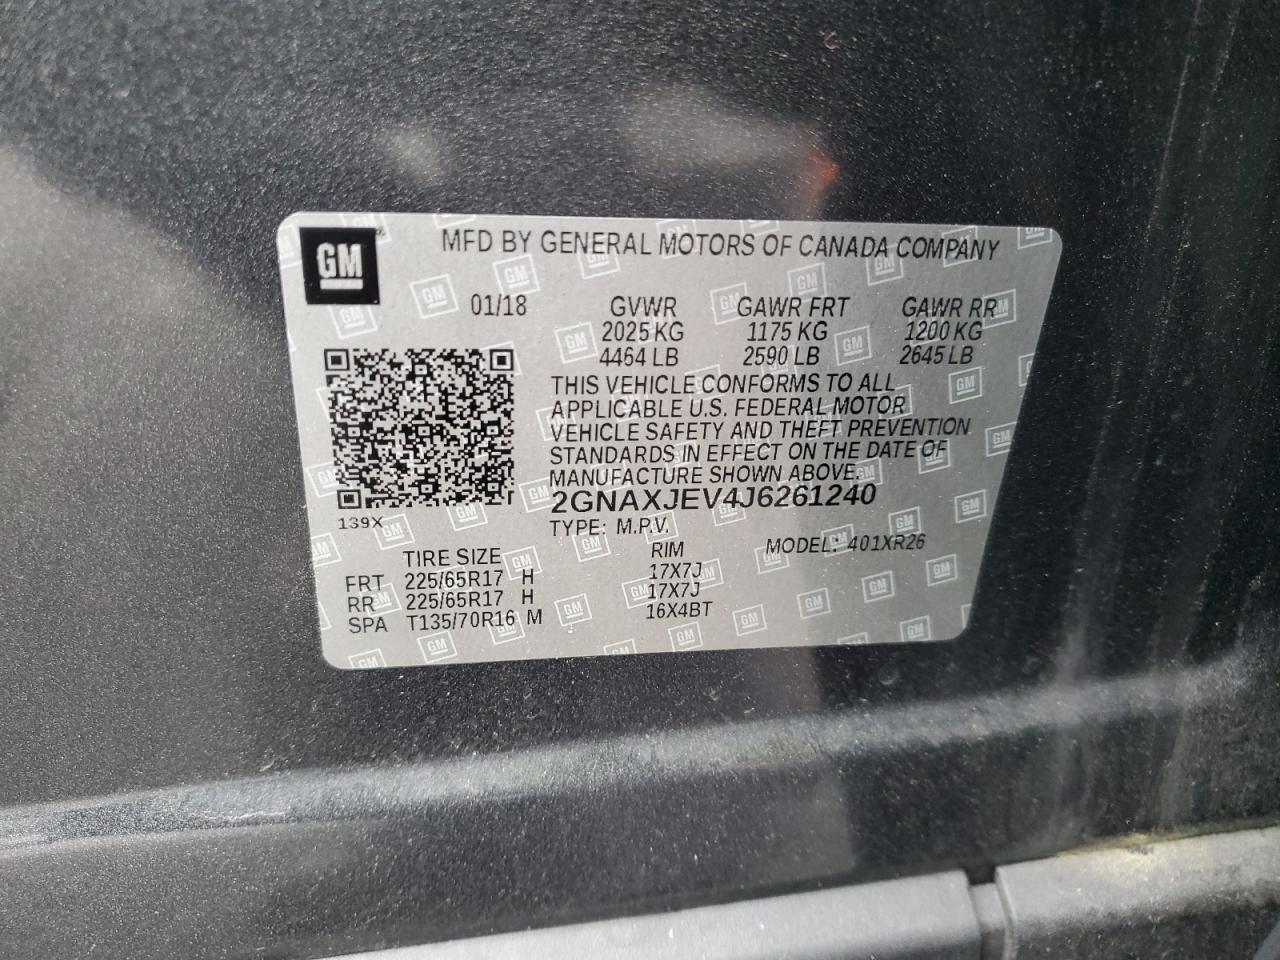 GM
MFD BY GENERAL MOTORS OF CANADA COMPANY
01/18 GVWR GAWR FRT GAWR RR
2025 KG 1175 KG 1200 KG
4464 LB 2590 LB 2645 LB
THIS VEHICLE CONFORMS TO ALL
APPLICABLE U.S. FEDERAL MOTOR
VEHICLE SAFETY AND THEFT PREVENTION
STANDARDS IN EFFECT ON THE DATE OF
MANUFACTURE SHOWN ABOVE.
2GNAXJEV4J6261240
139X
TYPE: M.P.V. MODEL: 401XR26
TIRE SIZE RIM
FRT 225/65R17 H 17X7J
RR 225/65R17 H 17X7J
SPA T135/70R16 M 16X4BT